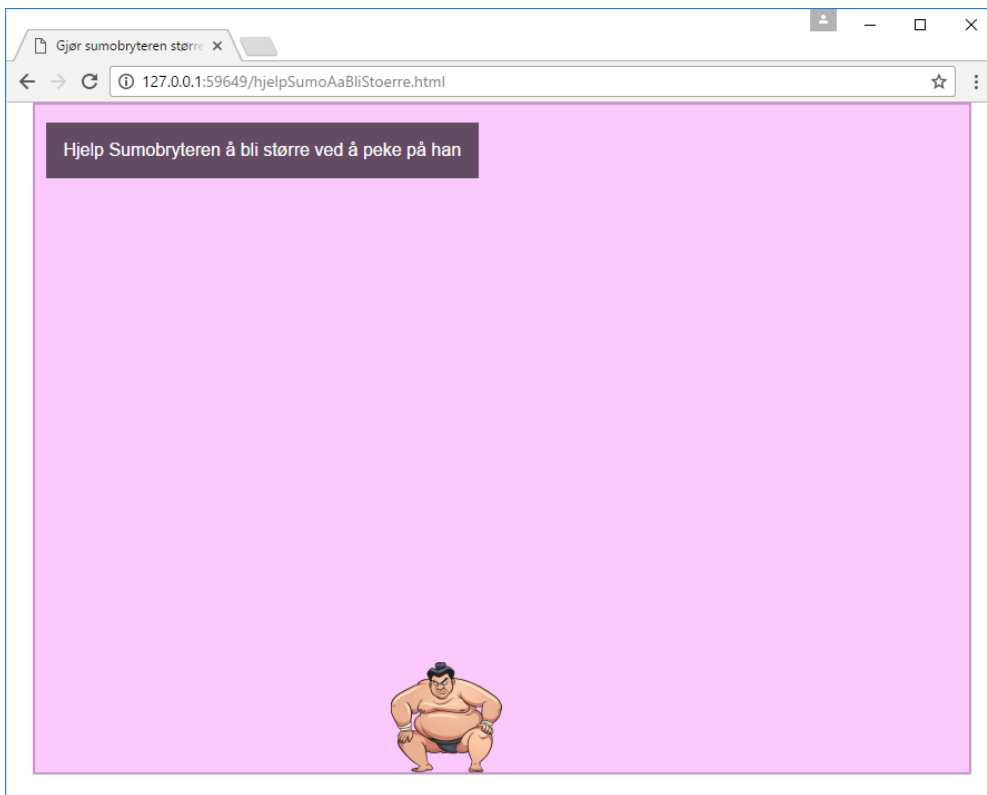 Gjør sumobryteren større
127.0.0.1:59649/hjelpSumoAaBliStoerre.html
Hjelp Sumobryteren å bli større ved å peke på han